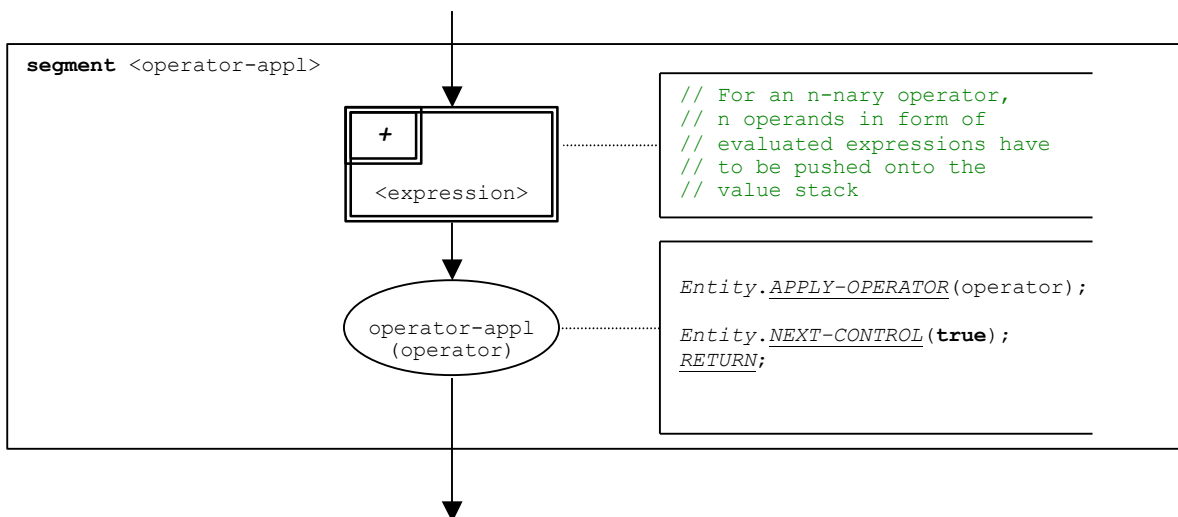 segment <operator-appl>
+
<expression>
// For an n-nary operator,
// n operands in form of
// evaluated expressions have
// to be pushed onto the
// value stack
operator-appl
(operator)
Entity.APPLY-OPERATOR(operator);
Entity.NEXT-CONTROL(true);
RETURN;